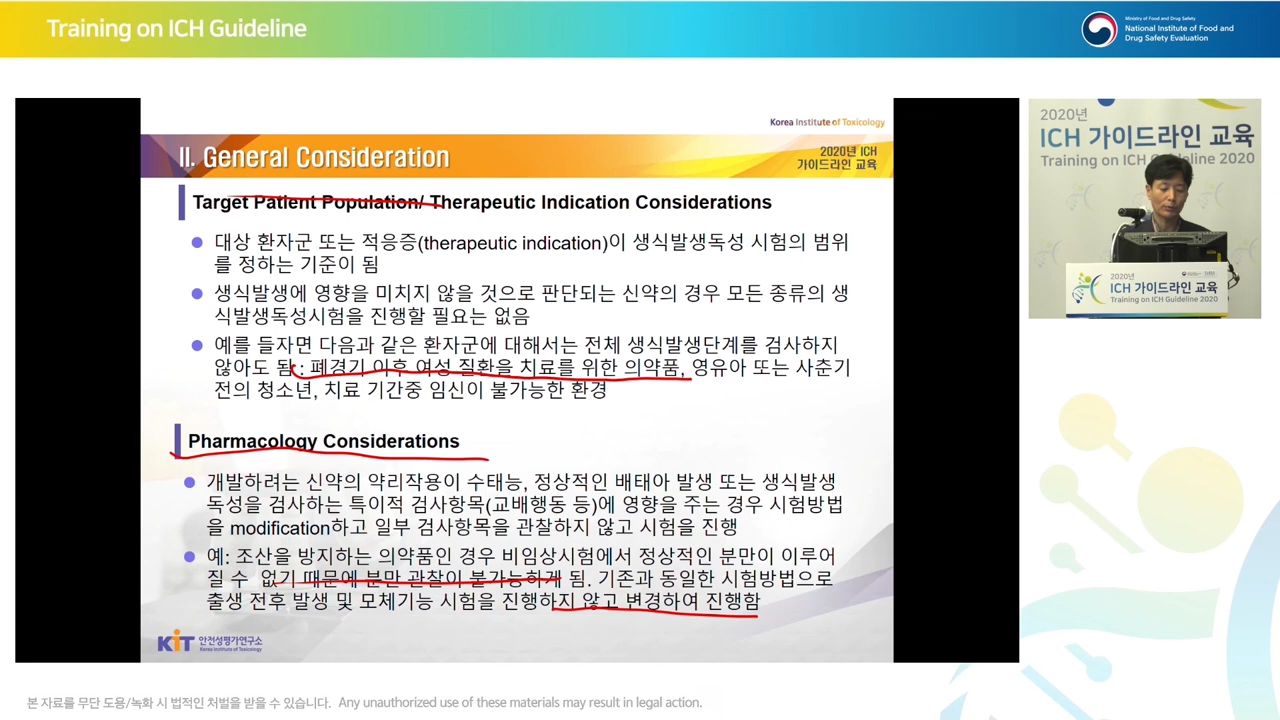 Training on ICH Guideline
Ministry of Food and Drug Safety
National Institute of Food and
Drug Safety Evaluation
Korea Institute of Toxicology
II. General Consideration
2020년 ICH
가이드라인 교육
Target Patient Population/ Therapeutic Indication Considerations
대상 환자군 또는 적응증(therapeutic indication)이 생식발생독성 시험의 범위
를 정하는 기준이 됨
생식발생에 영향을 미치지 않을 것으로 판단되는 신약의 경우 모든 종류의 생
식발생독성시험을 진행할 필요는 없음
예를 들자면 다음과 같은 환자군에 대해서는 전체 생식발생단계를 검사하지
않아도 됨 : 폐경기 이후 여성 질환을 치료를 위한 의약품, 영유아 또는 사춘기
전의 청소년, 치료 기간중 임신이 불가능한 환경
Pharmacology Considerations
개발하려는 신약의 약리작용이 수태능, 정상적인 배태아 발생 또는 생식발생
독성을 검사하는 특이적 검사항목(교배행동 등)에 영향을 주는 경우 시험방법
을 modification하고 일부 검사항목을 관찰하지 않고 시험을 진행
예: 조산을 방지하는 의약품인 경우 비임상시험에서 정상적인 분만이 이루어
질 수 없기 때문에 분만 관찰이 불가능하게 됨. 기존과 동일한 시험방법으로
출생 전후 발생 및 모체기능 시험을 진행하지 않고 변경하여 진행함
KIT 안전성평가연구소
Korea Institute of Toxicology
2020년
ICH 가이드라인 교육
Training on ICH Guideline 2020
2020년
ICH 가이드라인 교육
Training on ICH Guideline 2020
본 자료를 무단 도용/녹화 시 법적인 처벌을 받을 수 있습니다. Any unauthorized use of these materials may result in legal action.